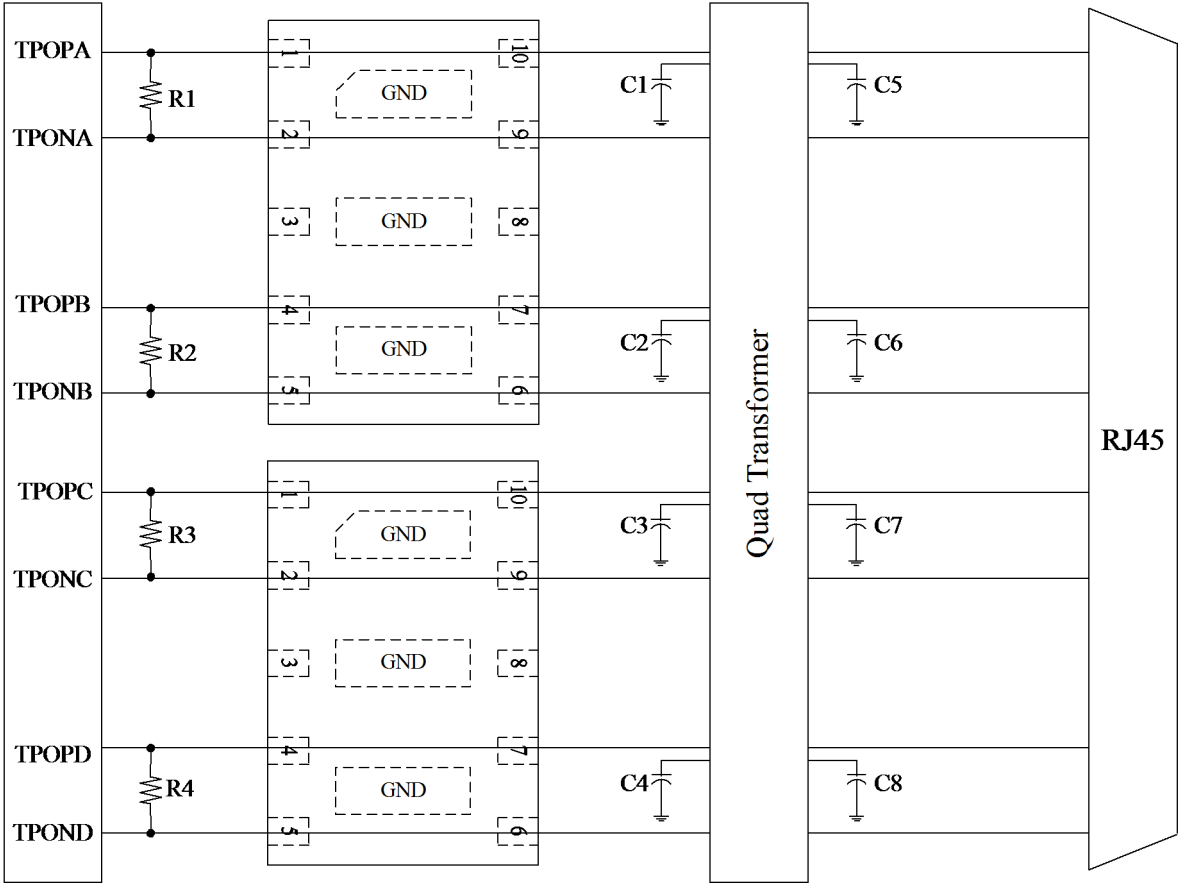 TPOPA
R1
TPONA
1
10
GND
2
9
3
GND
8
C1
C5
TPOPB
R2
TPONB
4
7
GND
5
6
C2
C6
Quad Transformer
RJ45
TPOPC
R3
TPONC
1
10
GND
2
9
3
GND
8
C3
C7
TPOPD
R4
TPOND
4
7
GND
5
6
C4
C8